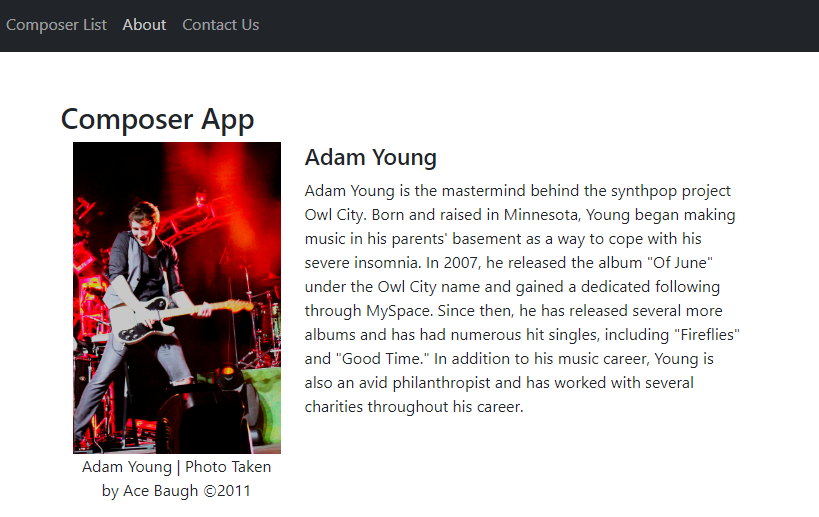 Composer List About Contact Us
Composer App
Adam Young
Adam Young is the mastermind behind the synthpop project
Owl City. Born and raised in Minnesota, Young began making
music in his parents' basement as a way to cope with his
severe insomnia. In 2007, he released the album "Of June"
under the Owl City name and gained a dedicated following
through MySpace. Since then, he has released several more
albums and has had numerous hit singles, including "Fireflies"
and "Good Time." In addition to his music career, Young is
also an avid philanthropist and has worked with several
charities throughout his career.
Adam Young | Photo Taken
by Ace Baugh ©2011